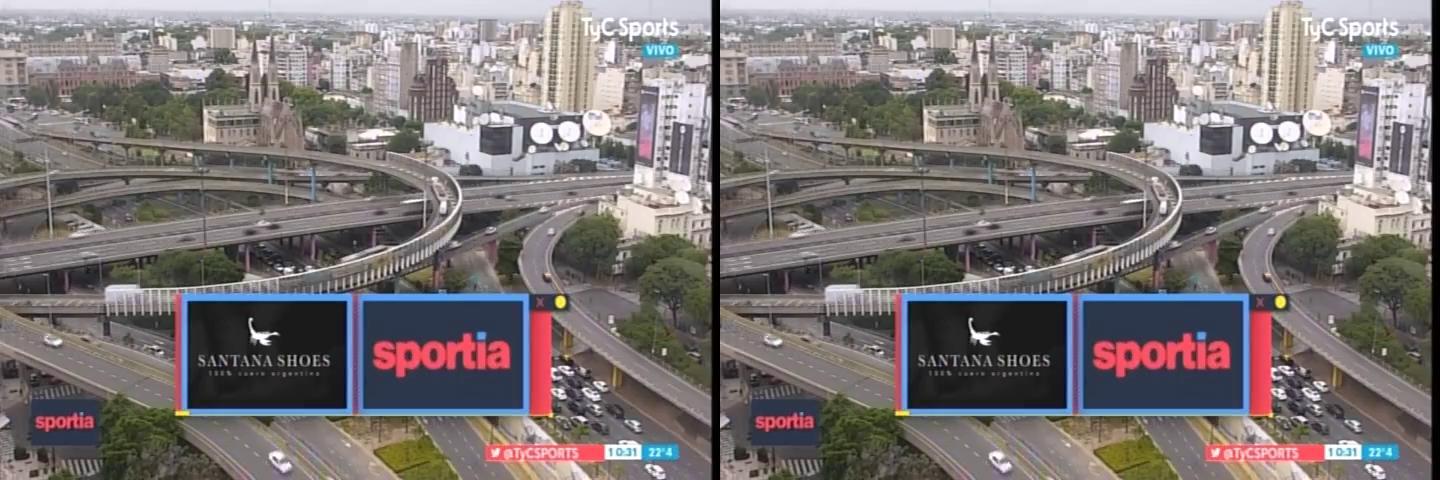 TyC Sports
VIVO
SANTANA SHOES
100% cuero argentino
sportia
X
sportia
@TyCSPORTS
10:31
22°4
TyC Sports
VIVO
SANTANA SHOES
100% cuero argentino
sportia
X
sportia
@TyCSPORTS
10:31
22°4